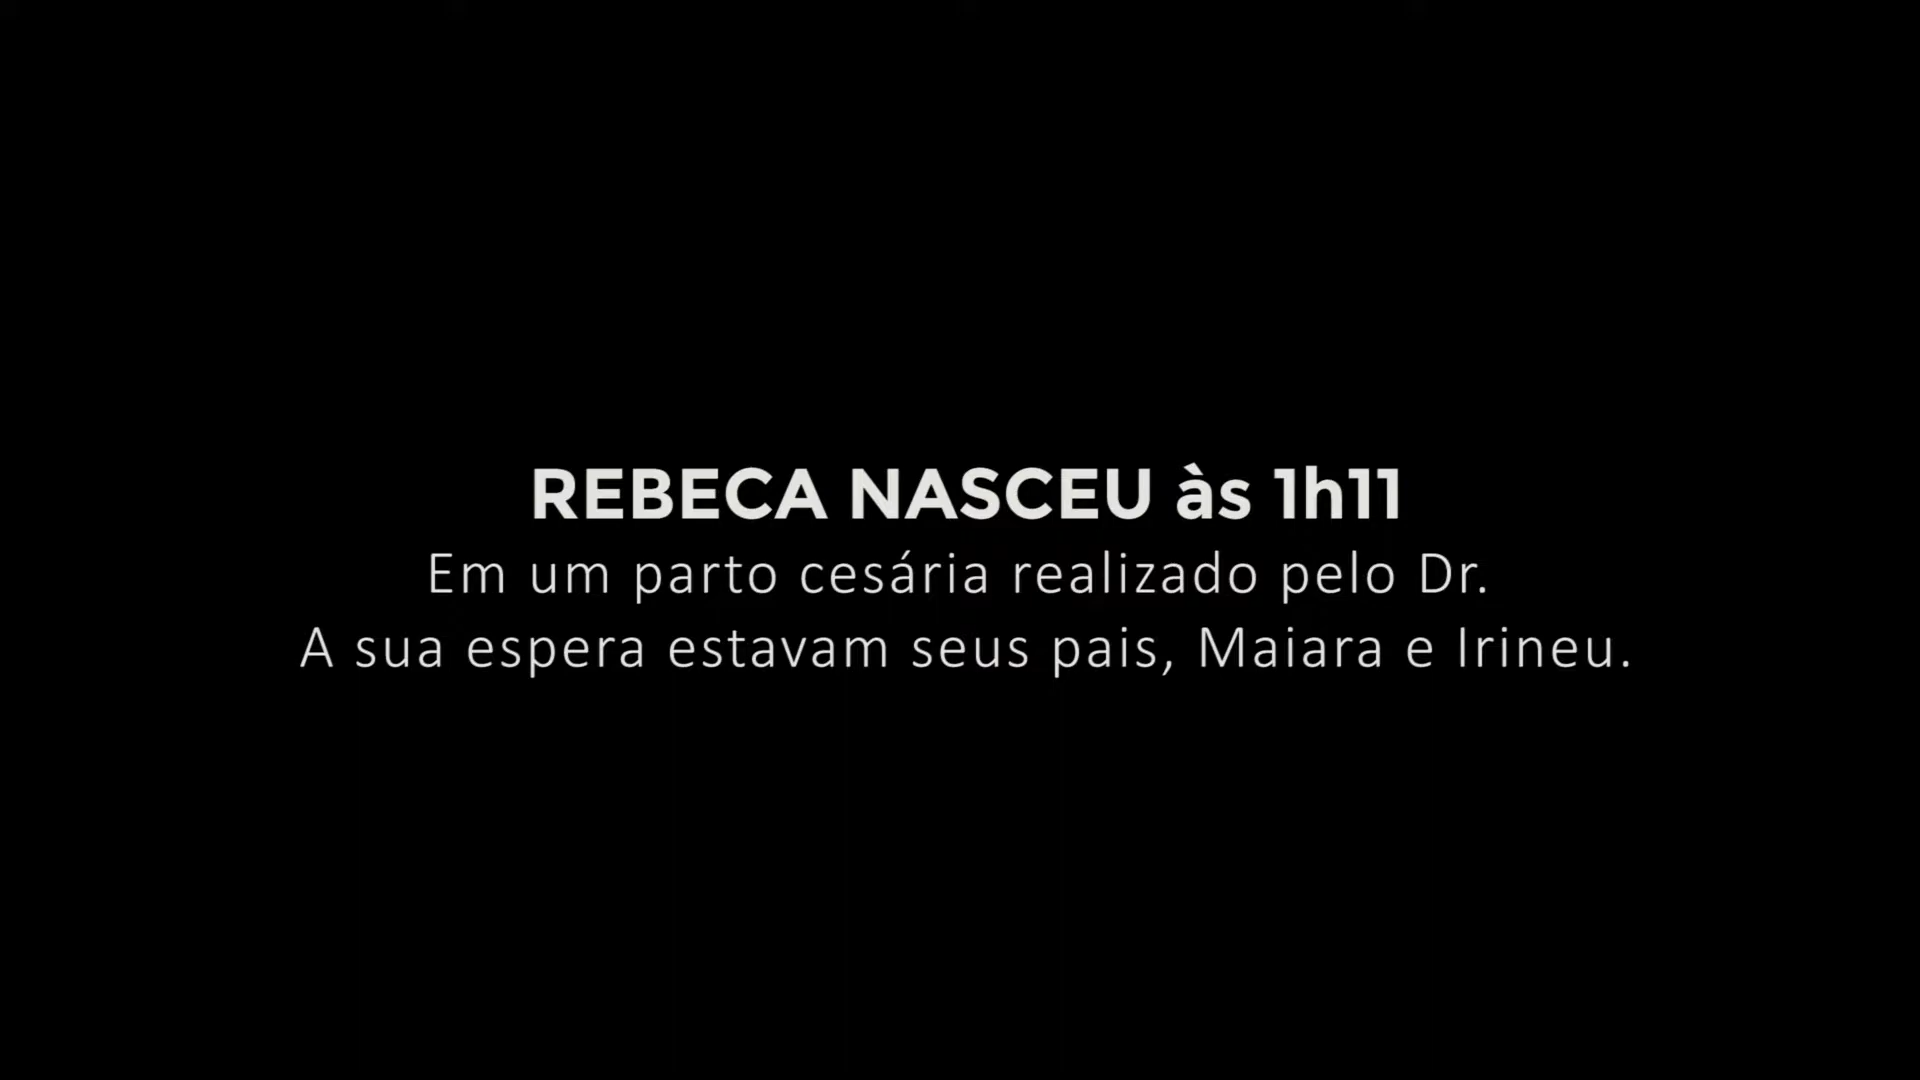 REBECA NASCEU às 1h11
Em um parto cesária realizado pelo Dr.
A sua espera estavam seus pais, Maiara e Irineu.